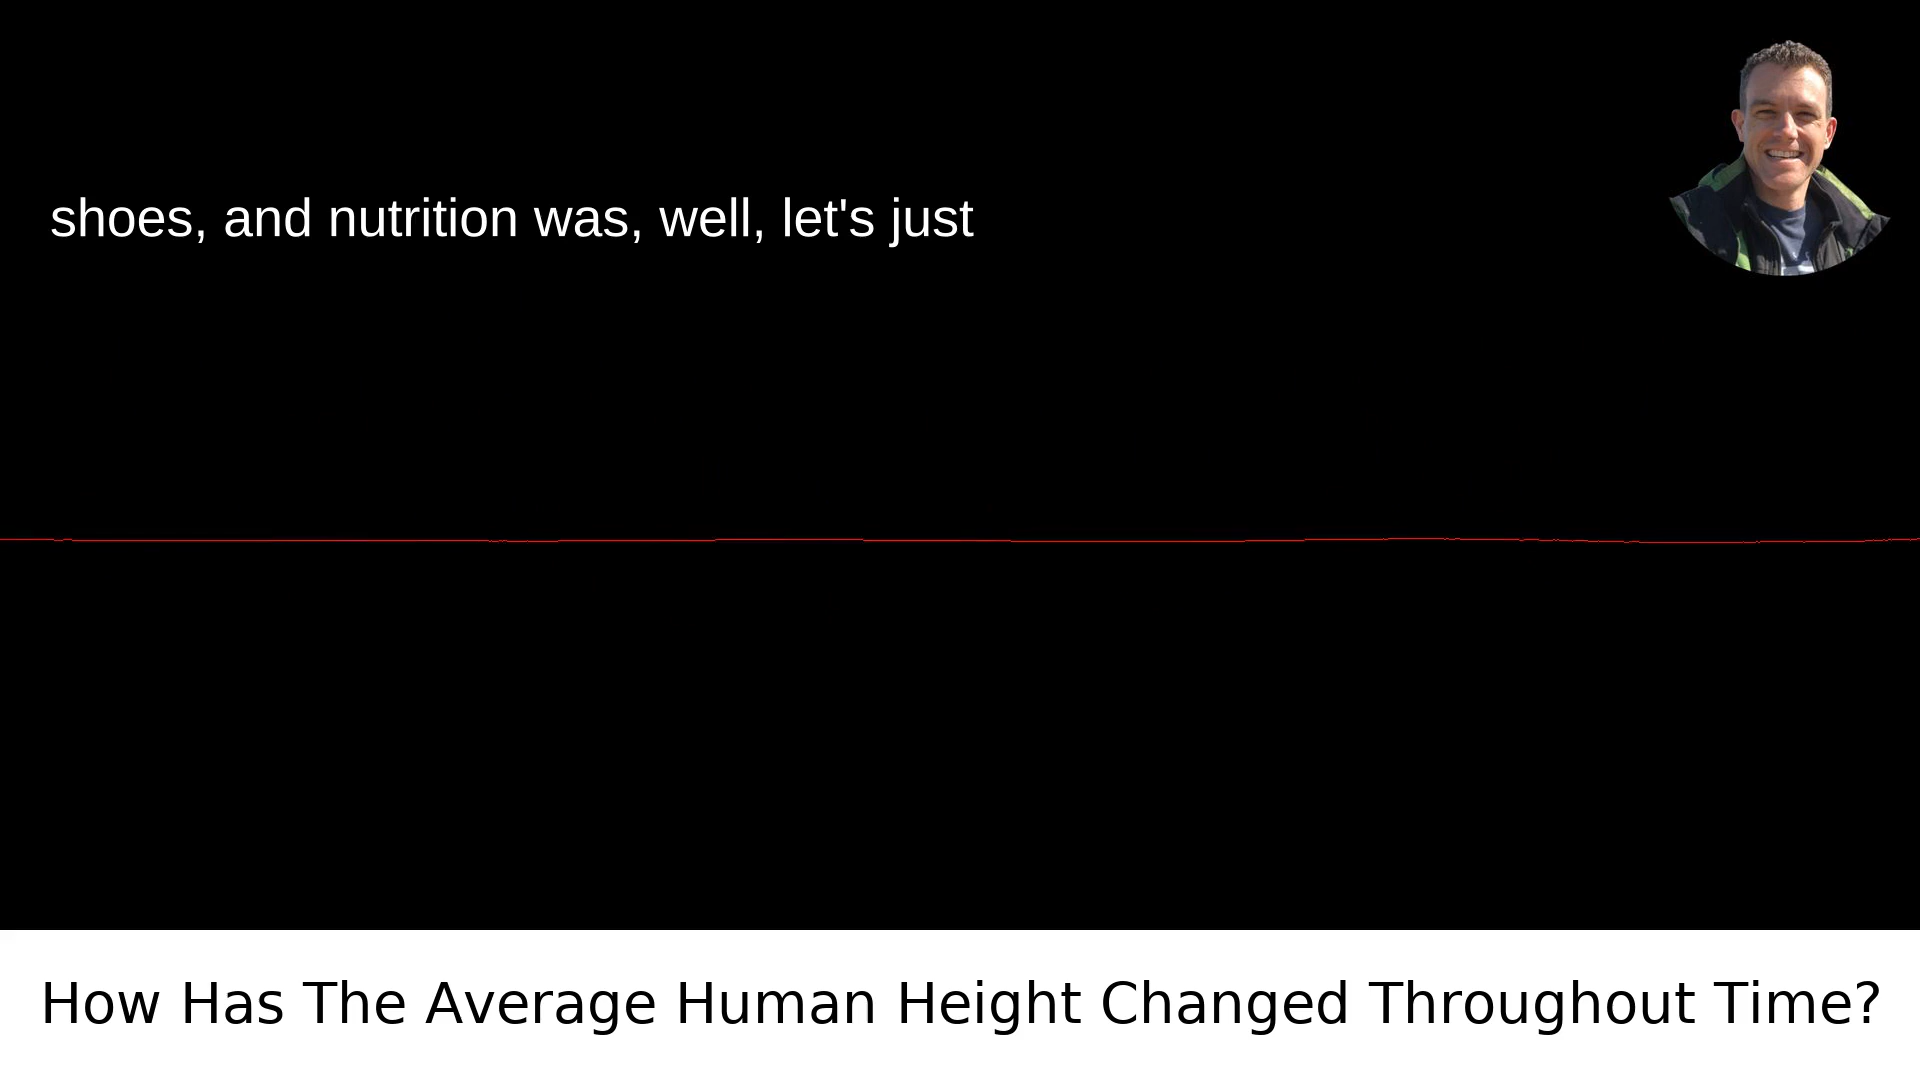 shoes, and nutrition was, well, let's just
How Has The Average Human Height Changed Throughout Time?